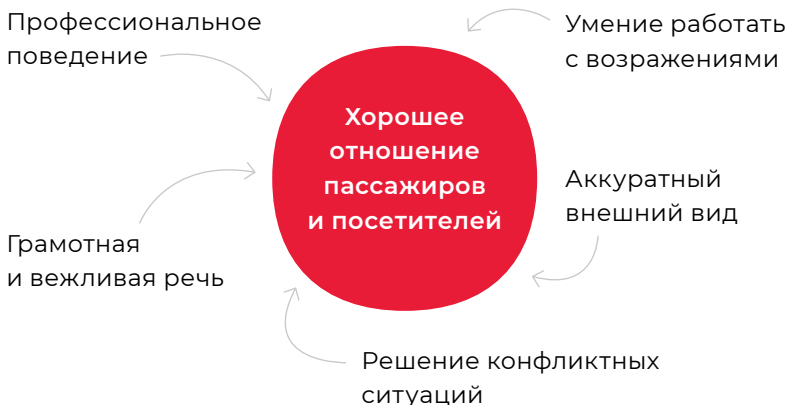 Профессиональное
поведение
Умение работать
с возражениями
Хорошее
отношение
пассажиров
и посетителей
Аккуратный
внешний вид
Грамотная
и вежливая речь
Решение конфликтных
ситуаций